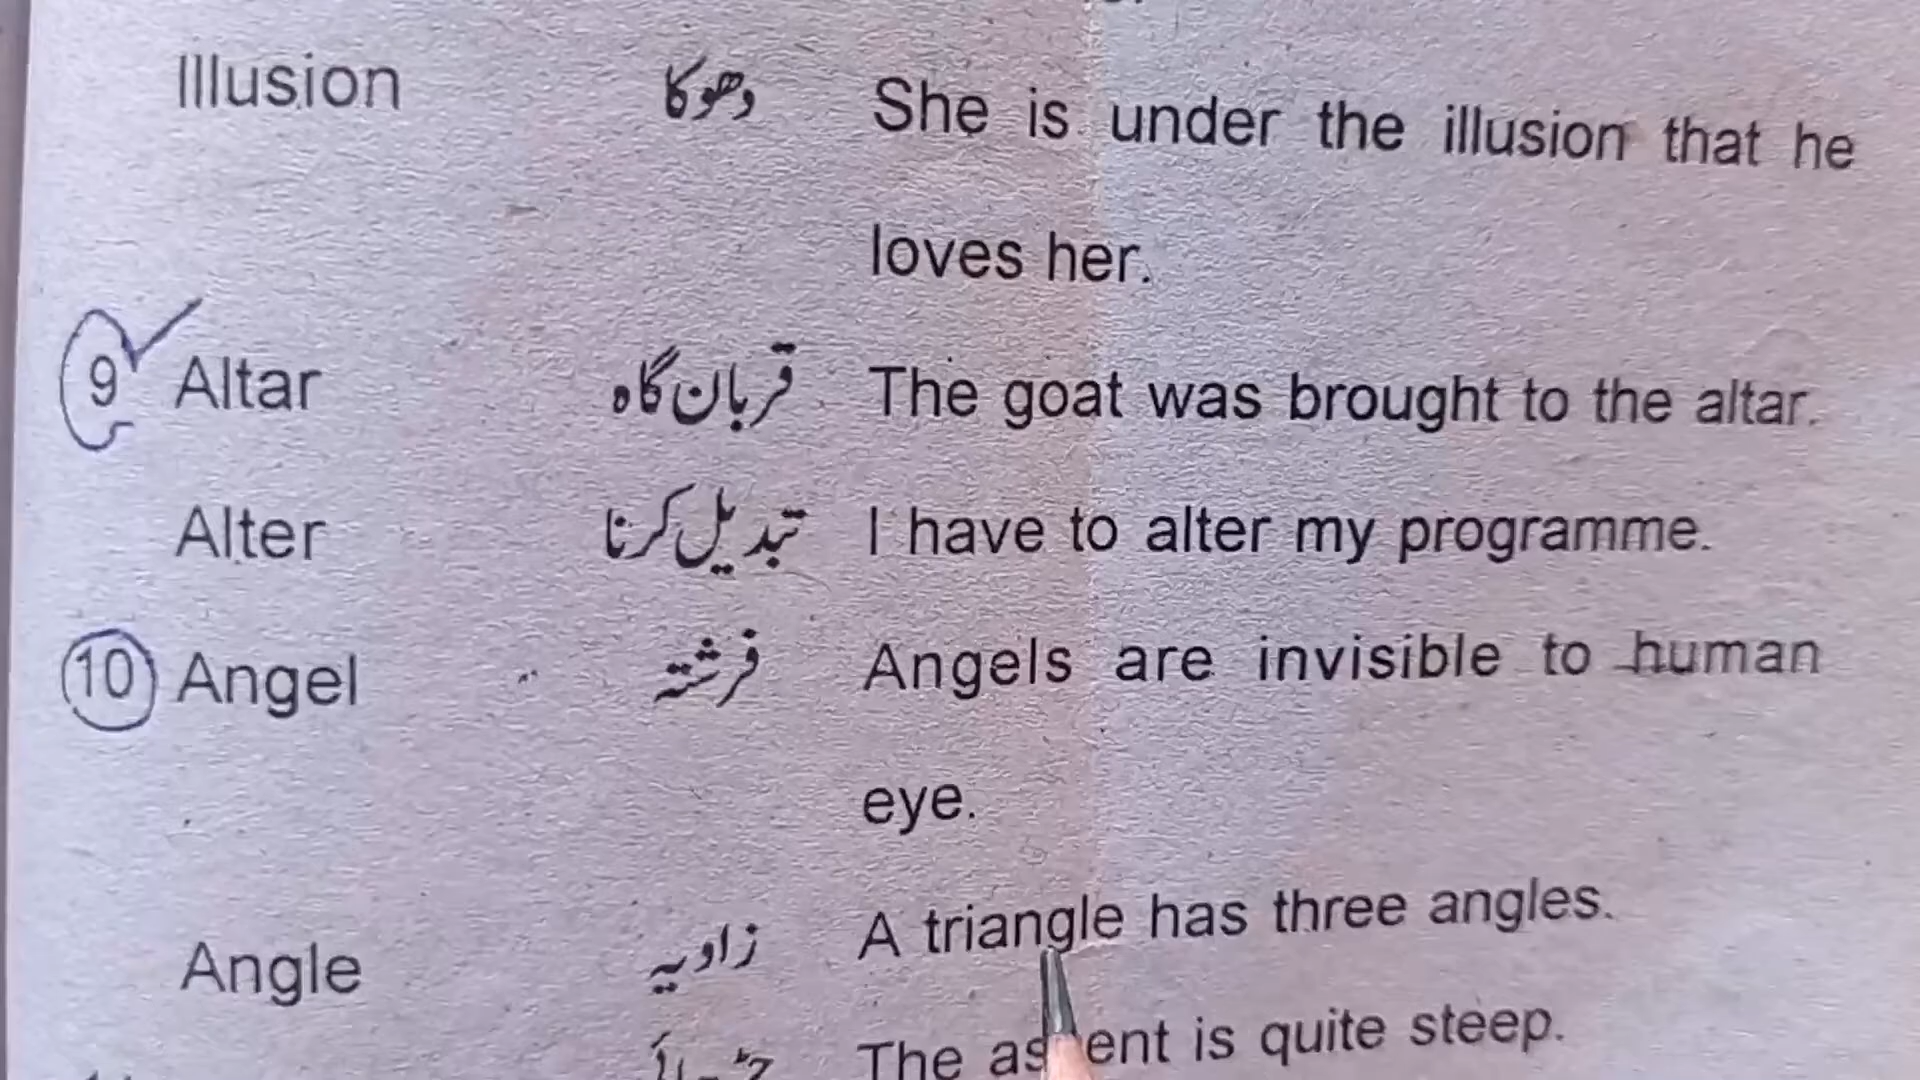 Illusion دھوکا She is under the illusion that he
loves her.
9 Altar قربان گاہ The goat was brought to the altar.
Alter تبدیل کرنا I have to alter my programme.
10 Angel فرشتہ Angels are invisible to human
eye.
Angle زاویہ A triangle has three angles.
The is quite steep.